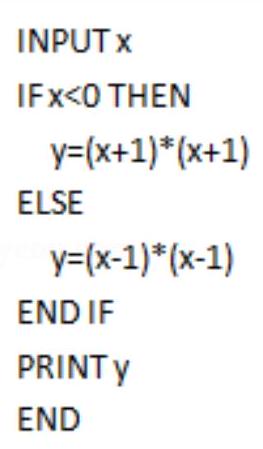 INPUT x
IF x<0 THEN
y=(x+1)*(x+1)
ELSE
y=(x-1)*(x-1)
END IF
PRINT y
END